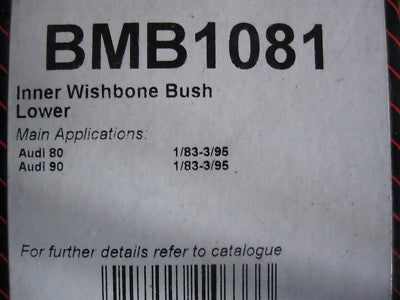 BMB1081
Inner Wishbone Bush
Lower
Main Applications:
Audi 80 1/83-3/95
Audi 90 1/83-3/95
For further details refer to catalogue